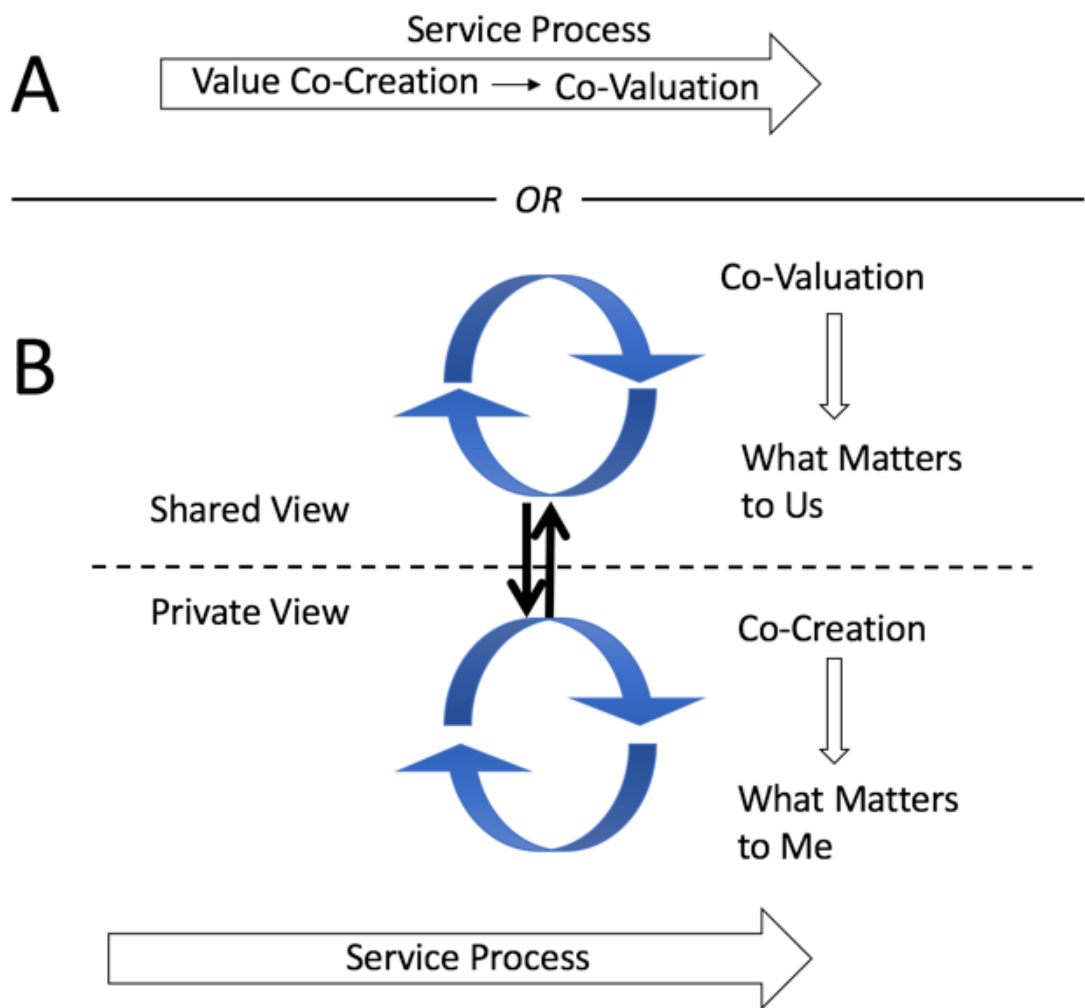 A
Service Process
Value Co-Creation → Co-Valuation
OR
B
Co-Valuation
What Matters
to Us
Shared View
Private View
Co-Creation
What Matters
to Me
Service Process